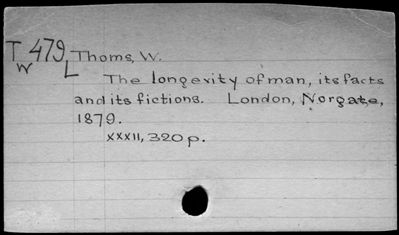 T 479 Thoms, W.
W L
The longevity of man, its facts
and its fictions. London, Norgate,
1879.
XXXII, 320 p.